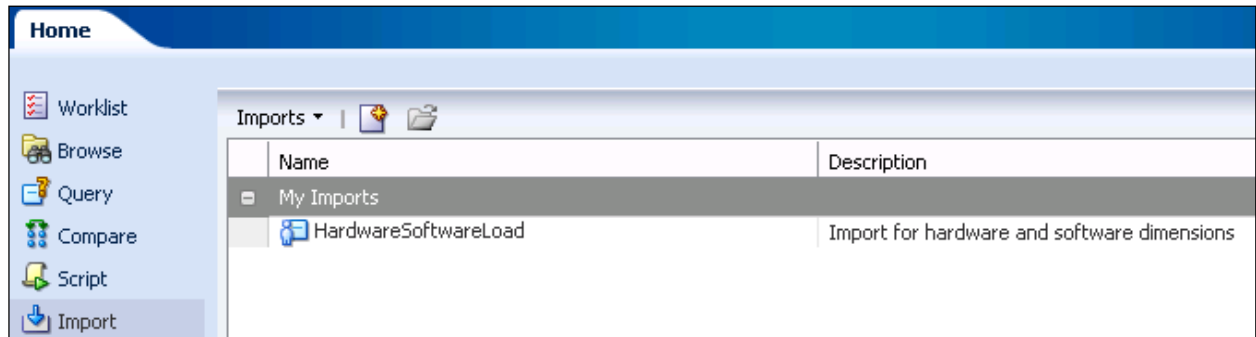 Home
Worklist
Browse
Query
Compare
Script
Import
Imports
Name Description
My Imports
HardwareSoftwareLoad Import for hardware and software dimensions